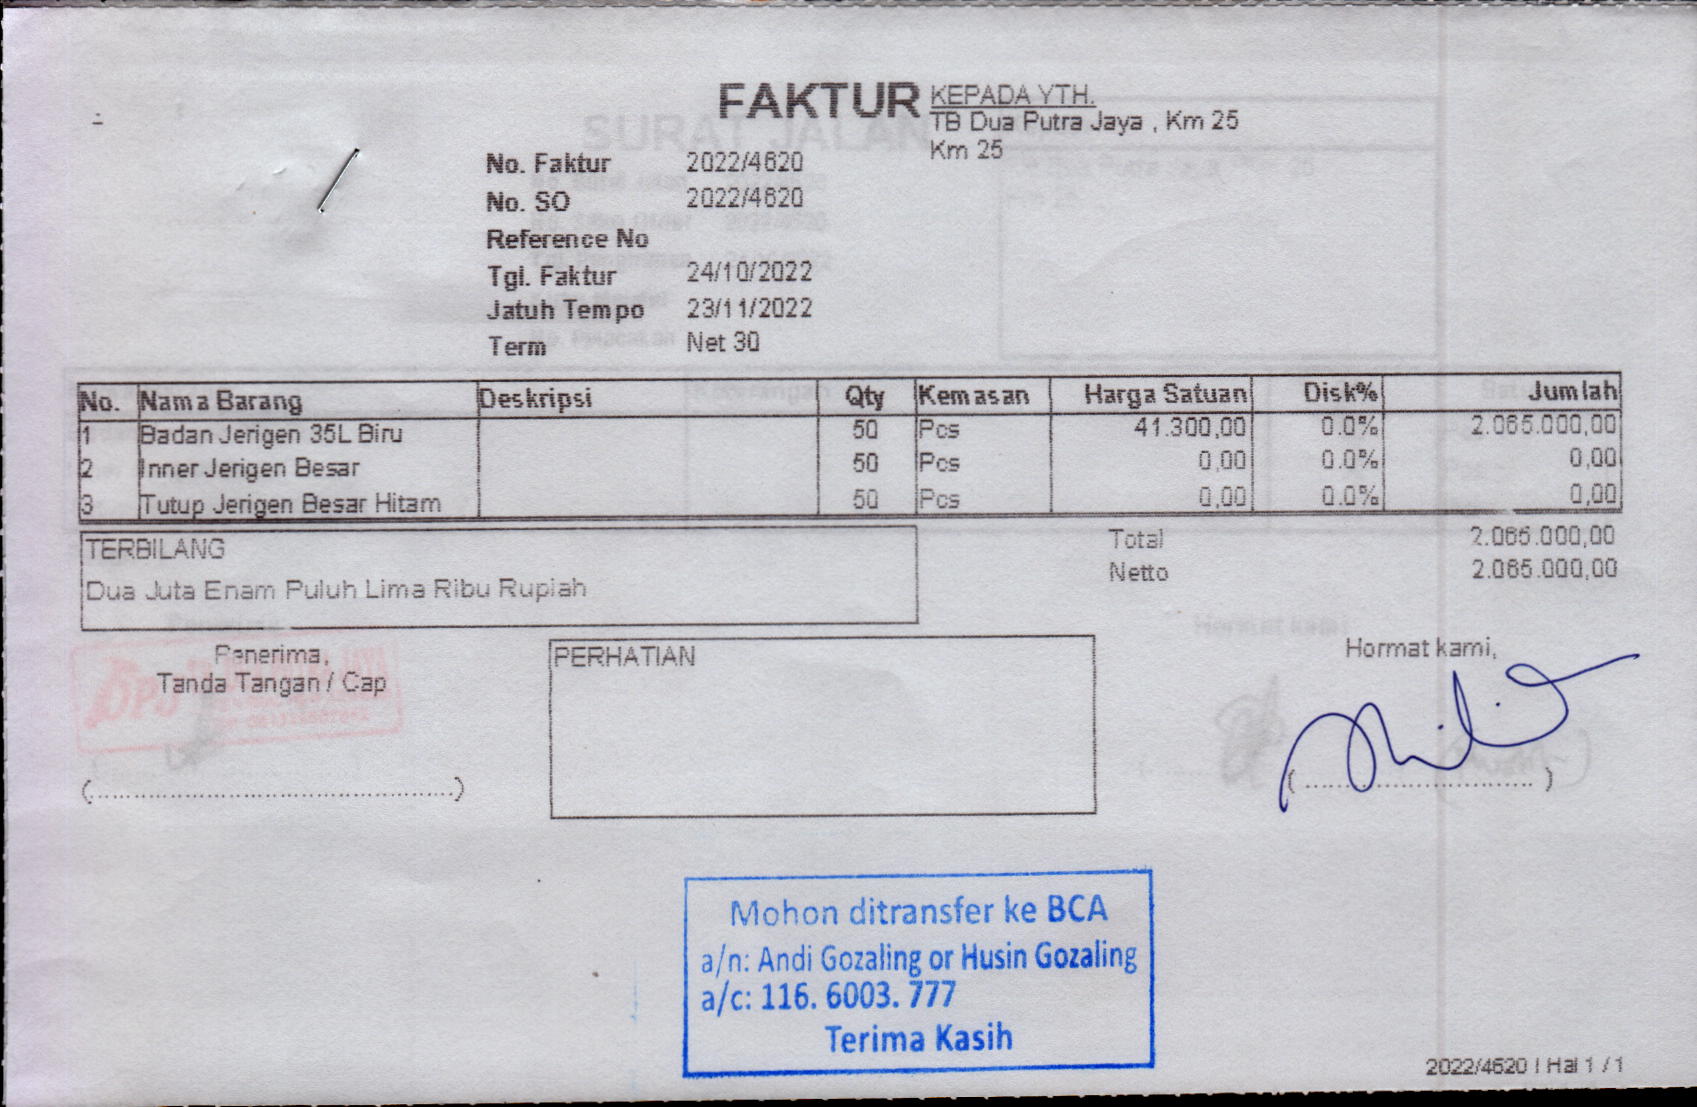 FAKTUR
KEPADA YTH.
TB Dua Putra Jaya , Km 25
Km 25
SURAT JALAN
No. Faktur 2022/4620
No. SO 2022/4620
Reference No
Tgl. Faktur 24/10/2022
Jatuh Tempo 23/11/2022
Term Net 30
No. Nama Barang Deskripsi Qty Kemasan Harga Satuan Disk% Jumlah
1 Badan Jerigen 35L Biru 50 Pcs 41.300,00 0.0% 2.065.000,00
2 Inner Jerigen Besar 50 Pcs 0,00 0.0% 0,00
3 Tutup Jerigen Besar Hitam 50 Pcs 0,00 0.0% 0,00
Total 2.065.000,00
Netto 2.065.000,00
TERBILANG
Dua Juta Enam Puluh Lima Ribu Rupiah
Penerima,
Tanda Tangan / Cap
(..............................................)
PERHATIAN
Hormat kami,
(.............................)
Mohon ditransfer ke BCA
a/n: Andi Gozaling or Husin Gozaling
a/c: 116. 6003. 777
Terima Kasih
2022/4620 | Hal 1 / 1